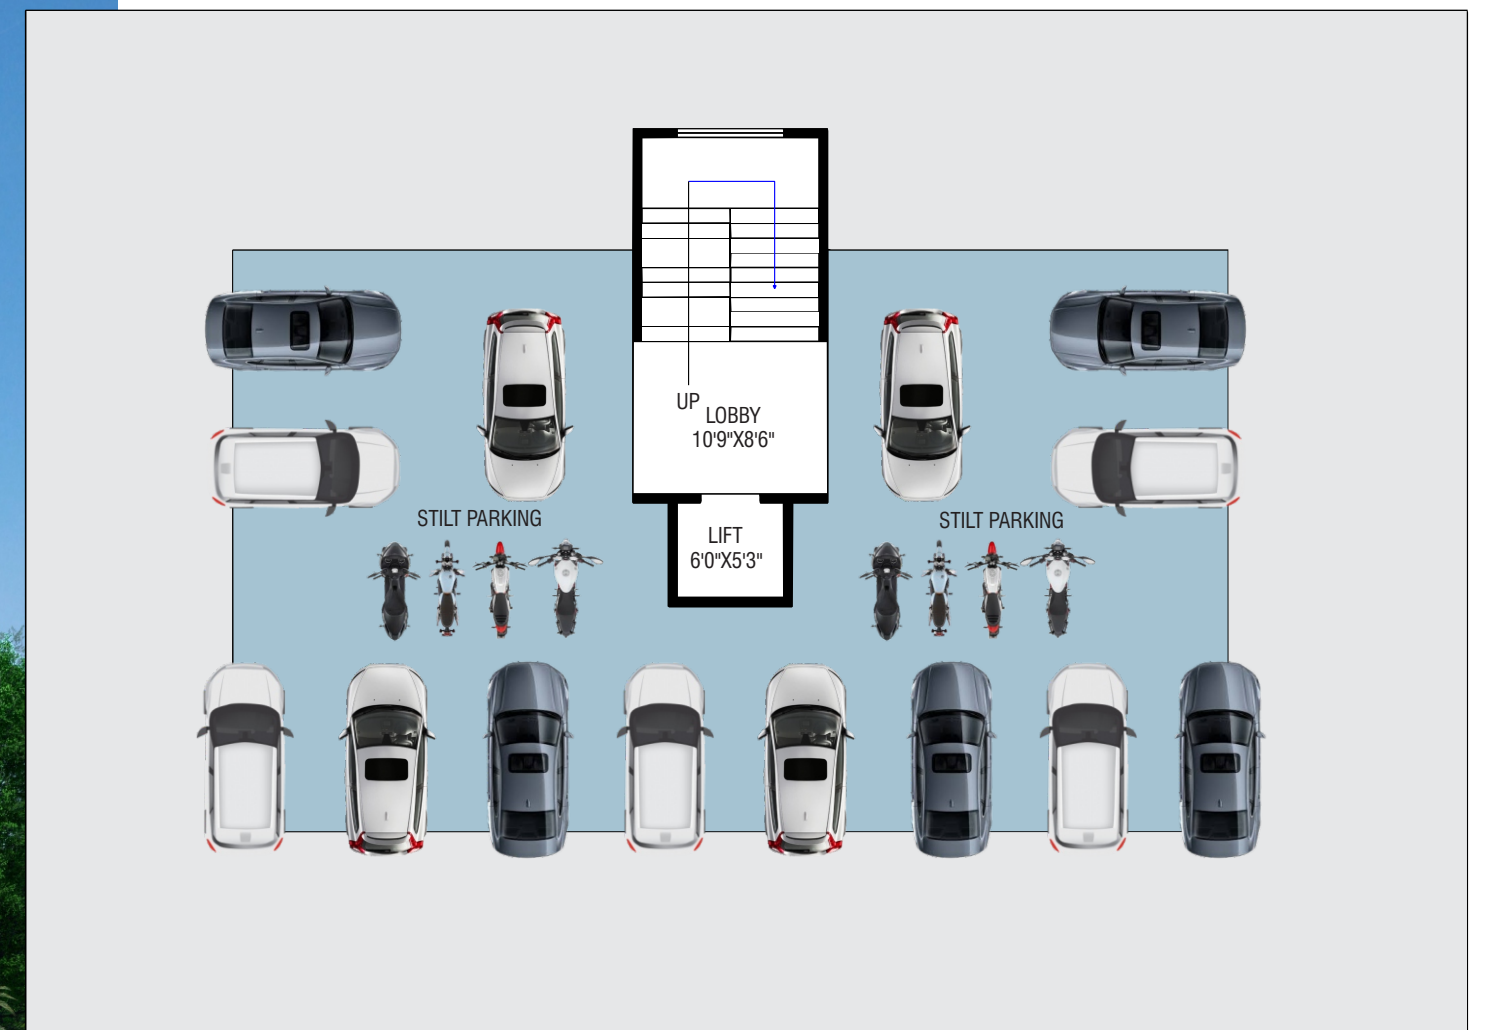 UP
LOBBY
10'9"X8'6"
STILT PARKING
STILT PARKING
LIFT
6'0"X5'3"